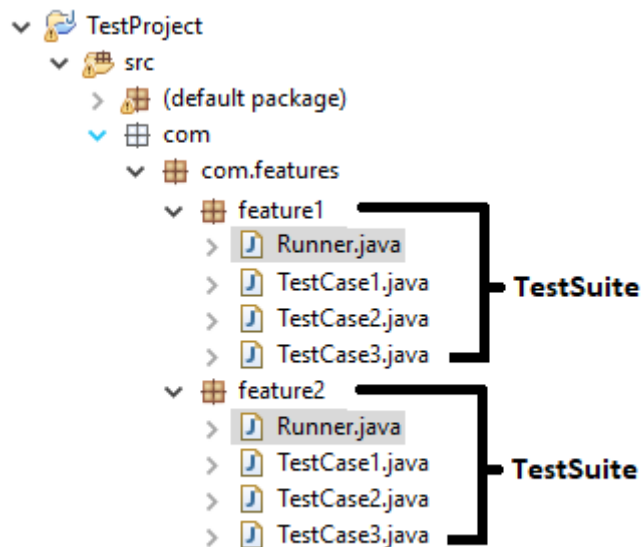 TestProject
src
(default package)
com
com.features
feature1
Runner.java
TestCase1.java
TestSuite
TestCase2.java
TestCase3.java
feature2
Runner.java
TestCase1.java
TestSuite
TestCase2.java
TestCase3.java